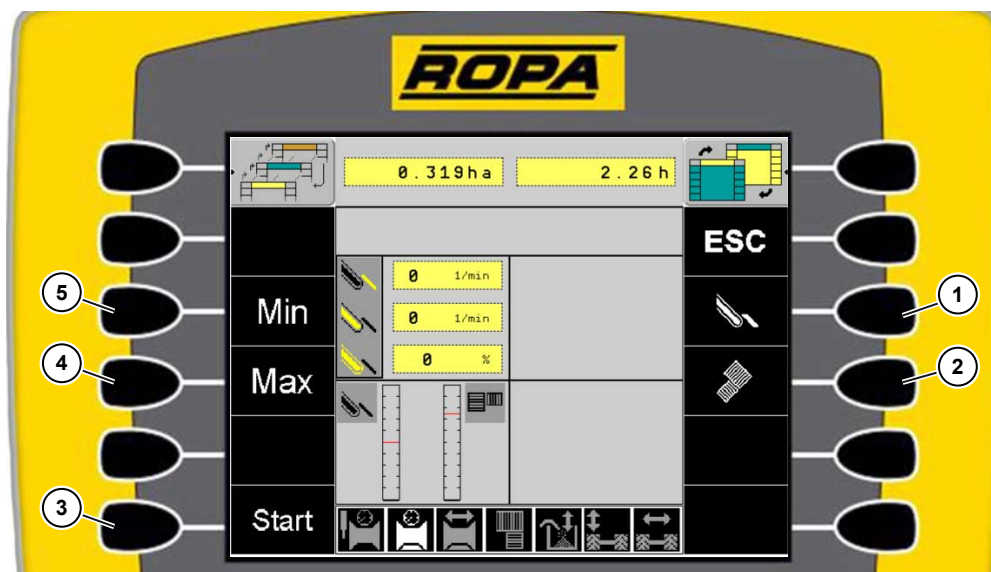 ROPA
0.319ha
2.26h
ESC
0 1/min
Min
0 1/min
0 %
Max
Start
5
4
3
1
2